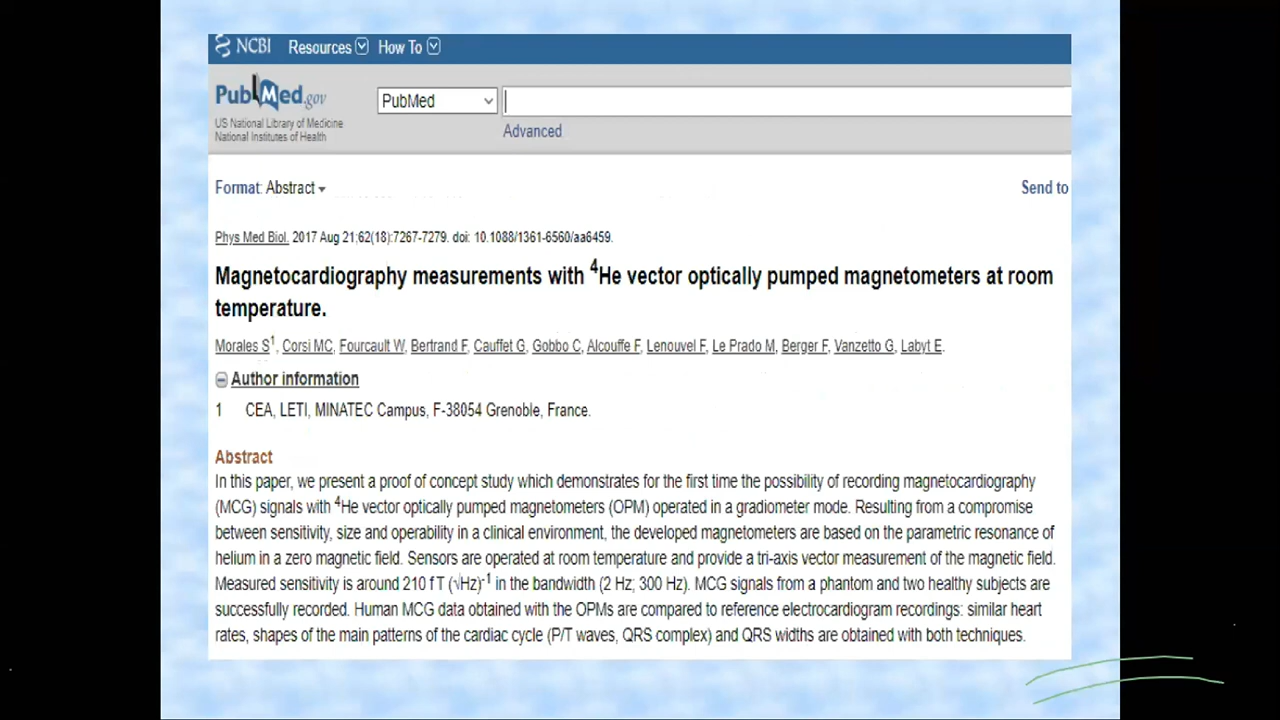 NCBI Resources How To
PubMed.gov
US National Library of Medicine
National Institutes of Health
PubMed
Advanced
Format: Abstract
Send to
Phys Med Biol. 2017 Aug 21;62(18):7267-7279. doi: 10.1088/1361-6560/aa6459.
Magnetocardiography measurements with ⁴He vector optically pumped magnetometers at room
temperature.
Morales S¹, Corsi MC, Fourcault W, Bertrand F, Cauffet G, Gobbo C, Alcouffe F, Lenouvel F, Le Prado M, Berger F, Vanzetto G, Labyt E.
Author information
1 CEA, LETI, MINATEC Campus, F-38054 Grenoble, France.
Abstract
In this paper, we present a proof of concept study which demonstrates for the first time the possibility of recording magnetocardiography
(MCG) signals with ⁴He vector optically pumped magnetometers (OPM) operated in a gradiometer mode. Resulting from a compromise
between sensitivity, size and operability in a clinical environment, the developed magnetometers are based on the parametric resonance of
helium in a zero magnetic field. Sensors are operated at room temperature and provide a tri-axis vector measurement of the magnetic field.
Measured sensitivity is around 210 f T (√Hz)⁻¹ in the bandwidth (2 Hz; 300 Hz). MCG signals from a phantom and two healthy subjects are
successfully recorded. Human MCG data obtained with the OPMs are compared to reference electrocardiogram recordings: similar heart
rates, shapes of the main patterns of the cardiac cycle (P/T waves, QRS complex) and QRS widths are obtained with both techniques.